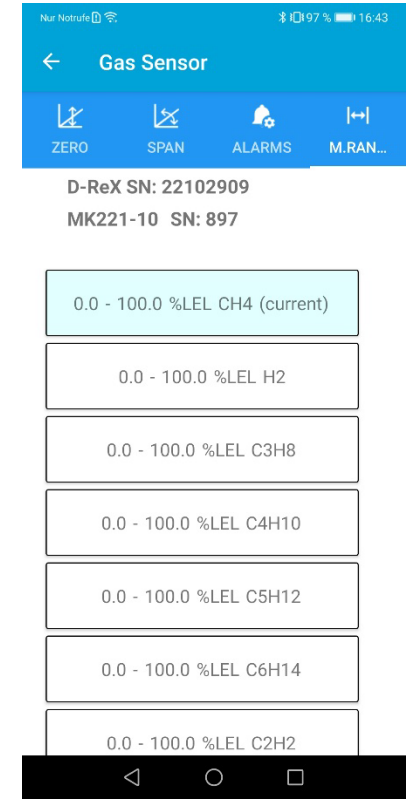 Nur Notrufe 97 % 16:43
Gas Sensor
ZERO SPAN ALARMS M.RAN...
D-ReX SN: 22102909
MK221-10 SN: 897
0.0 - 100.0 %LEL CH4 (current)
0.0 - 100.0 %LEL H2
0.0 - 100.0 %LEL C3H8
0.0 - 100.0 %LEL C4H10
0.0 - 100.0 %LEL C5H12
0.0 - 100.0 %LEL C6H14
0.0 - 100.0 %LEL C2H2